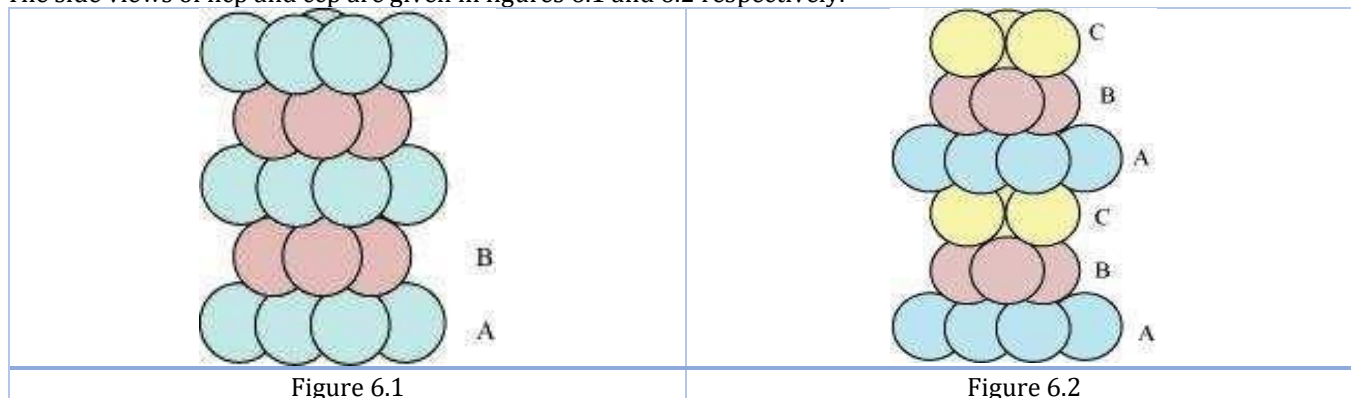 The side views of hcp and ccp are given in figures 6.1 and 6.2 respectively.
C
B
A
C
B
A
B
A
Figure 6.1
Figure 6.2